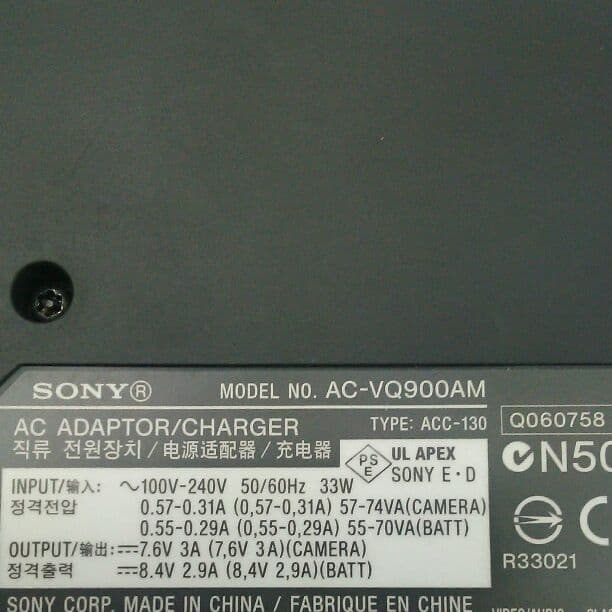 SONY® MODEL NO. AC-VQ900AM
AC ADAPTOR/CHARGER TYPE: ACC-130
직류 전원장치/电源适配器/充电器
Q060758
PS E UL APEX
SONY E·D
N50
INPUT/输入: ~100V-240V 50/60Hz 33W
정격전압 0.57-0.31A (0,57-0,31A) 57-74VA(CAMERA)
0.55-0.29A (0,55-0,29A) 55-70VA(BATT)
OUTPUT/输出: ⎓7.6V 3A (7,6V 3A)(CAMERA)
정격출력 ⎓8.4V 2.9A (8,4V 2,9A)(BATT)
R33021
SONY CORP. MADE IN CHINA / FABRIQUE EN CHINE